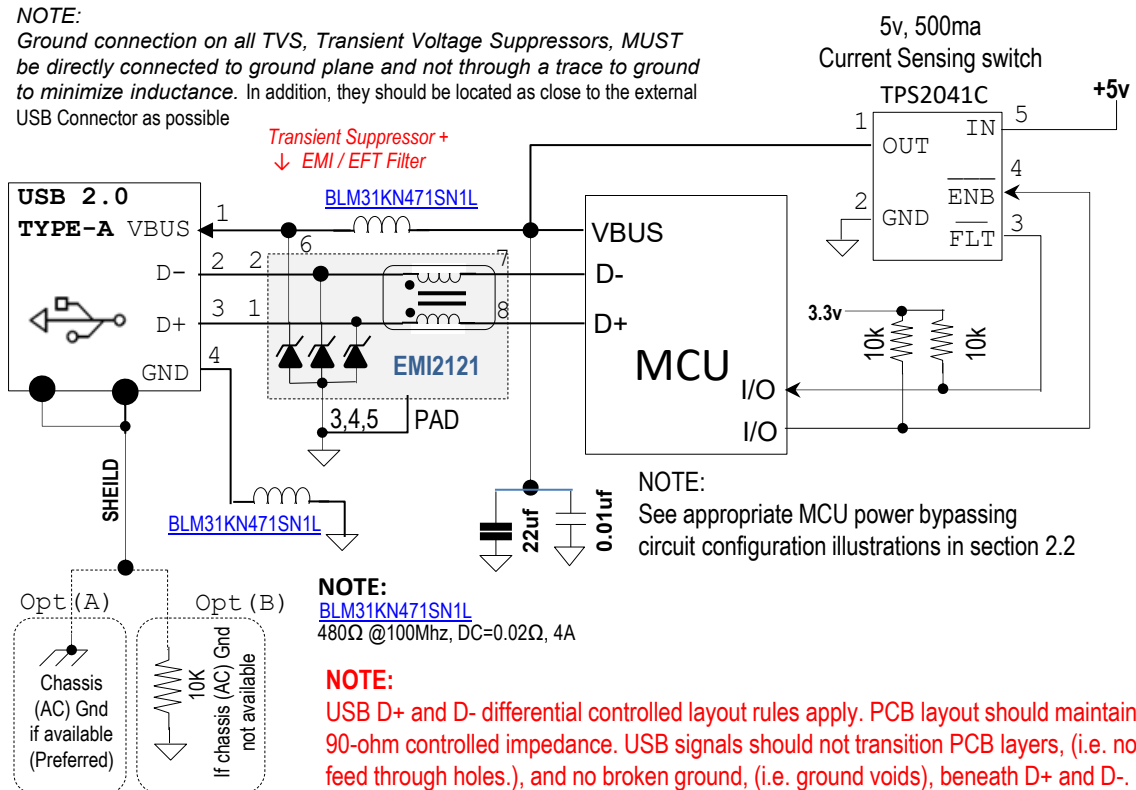 NOTE:
Ground connection on all TVS, Transient Voltage Suppressors, MUST
be directly connected to ground plane and not through a trace to ground
to minimize inductance. In addition, they should be located as close to the external
USB Connector as possible
5v, 500ma
Current Sensing switch
TPS2041C
+5v
1
OUT
IN
5
4
ENB
2
GND
FLT
3
Transient Suppressor +
↓ EMI / EFT Filter
BLM31KN471SN1L
USB 2.0
TYPE-A
VBUS
1
6
D-
2
2
7
D+
3
1
8
GND
4
EMI2121
3,4,5
PAD
VBUS
D-
D+
MCU
I/O
I/O
3.3v
10k
10k
SHEILD
BLM31KN471SN1L
22uf
0.01uf
NOTE:
See appropriate MCU power bypassing
circuit configuration illustrations in section 2.2
Opt(A)
Chassis
(AC) Gnd
if available
(Preferred)
Opt(B)
10K
If chassis (AC) Gnd
not available
NOTE:
BLM31KN471SN1L
480Ω @100Mhz, DC=0.02Ω, 4A
NOTE:
USB D+ and D- differential controlled layout rules apply. PCB layout should maintain
90-ohm controlled impedance. USB signals should not transition PCB layers, (i.e. no
feed through holes.), and no broken ground, (i.e. ground voids), beneath D+ and D-.